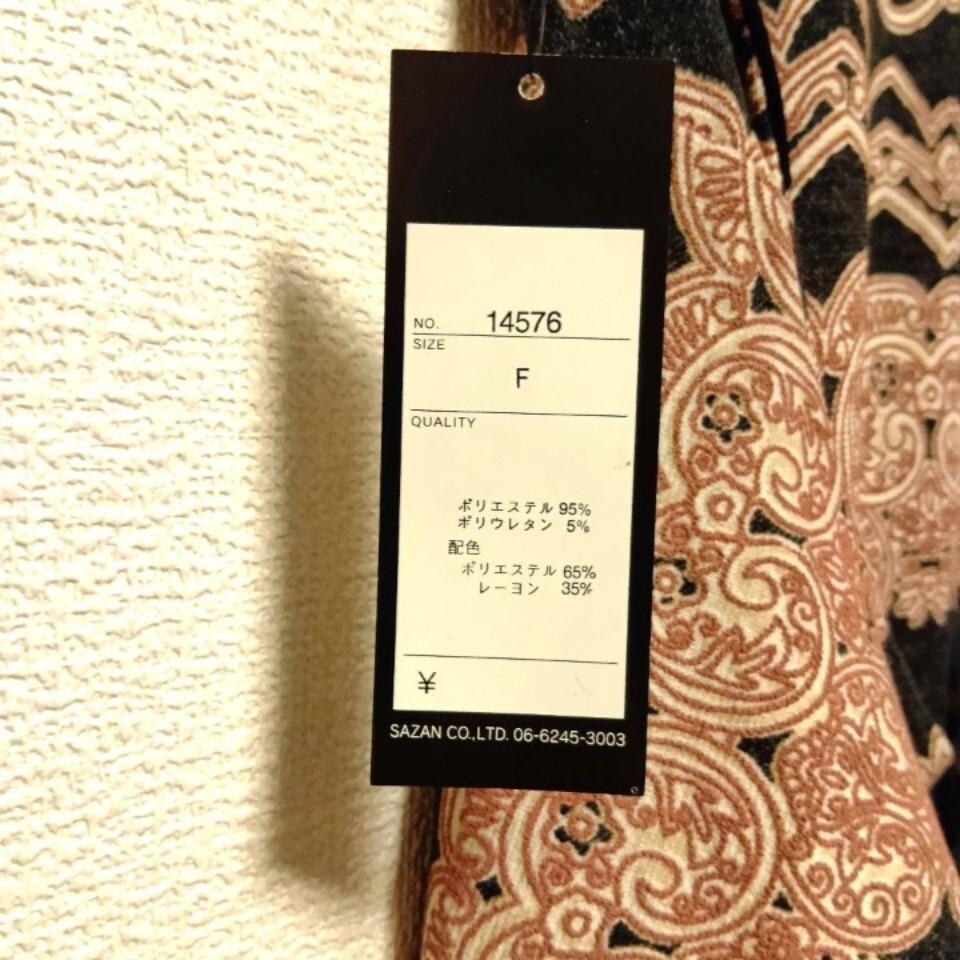 NO. 14576
SIZE
F
QUALITY
ポリエステル 95%
ポリウレタン 5%
配色
ポリエステル 65%
レーヨン 35%
¥
SAZAN CO.,LTD. 06-6245-3003